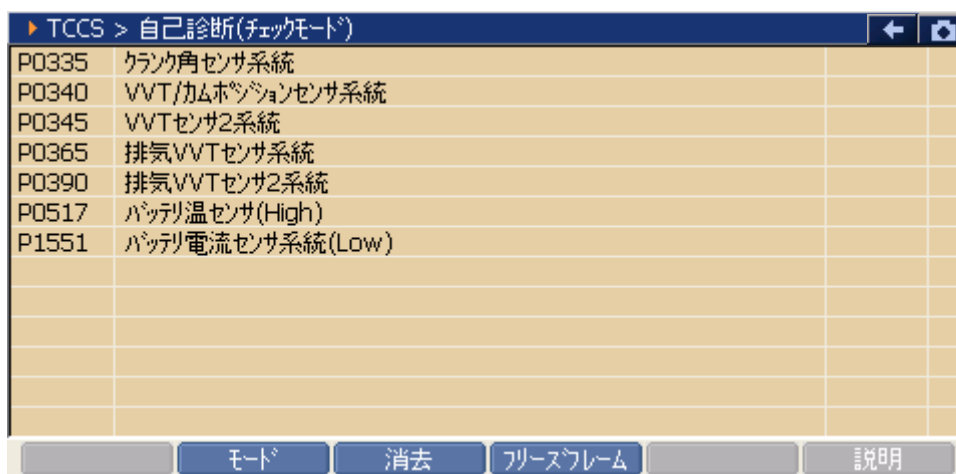 TCCS > 自己診断(ﾁｪｯｸﾓｰﾄﾞ)
P0335 ｸﾗﾝｸ角ｾﾝｻ系統
P0340 VVT/ｶﾑﾎﾟｼﾞｼｮﾝｾﾝｻ系統
P0345 VVTｾﾝｻ2系統
P0365 排気VVTｾﾝｻ系統
P0390 排気VVTｾﾝｻ2系統
P0517 ﾊﾞｯﾃﾘ温ｾﾝｻ(High)
P1551 ﾊﾞｯﾃﾘ電流ｾﾝｻ系統(Low)
ﾓｰﾄﾞ 消去 ﾌﾘｰｽﾞﾌﾚｰﾑ 説明